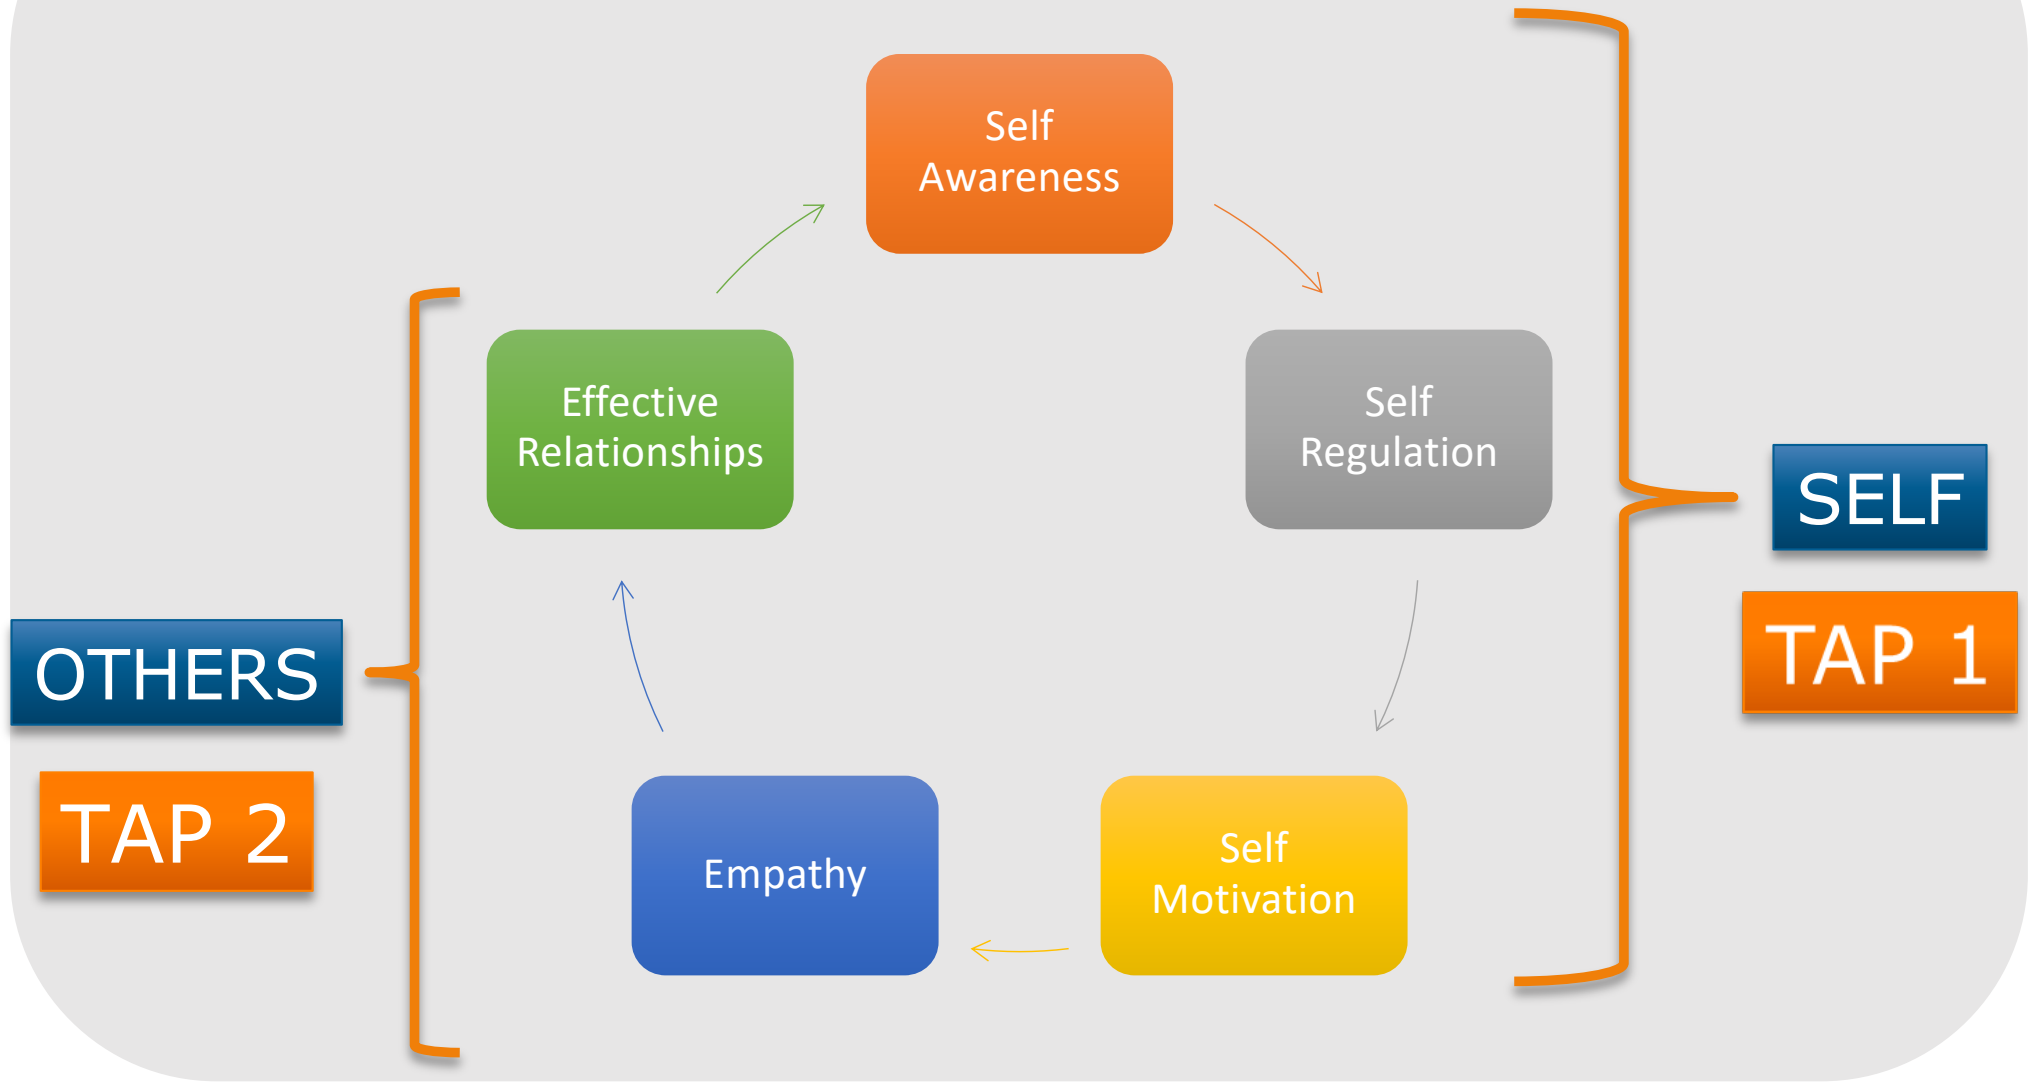 Self
Awareness
Self
Regulation
Self
Motivation
Empathy
Effective
Relationships
SELF
TAP 1
OTHERS
TAP 2